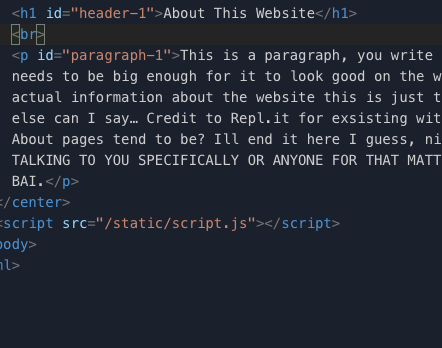 <h1 id="header-1">About This Website</h1>
<br>
<p id="paragraph-1">This is a paragraph, you write
needs to be big enough for it to look good on the w
actual information about the website this is just t
else can I say… Credit to Repl.it for exsisting wit
About pages tend to be? Ill end it here I guess, ni
TALKING TO YOU SPECIFICALLY OR ANYONE FOR THAT MATT
BAI.</p>
</center>
<script src="/static/script.js"></script>
body>
ml>